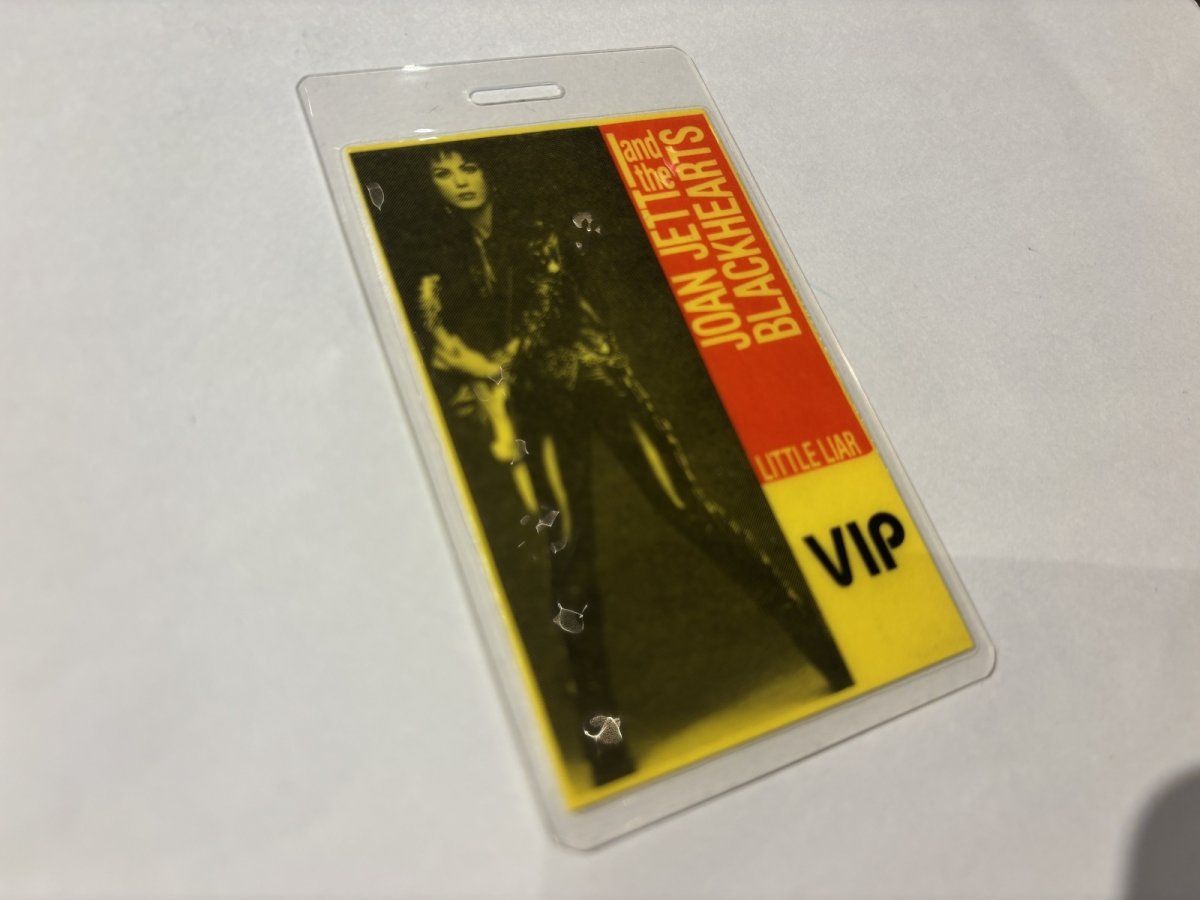 JOAN JETT and
the
BLACKHEARTS
LITTLE LIAR
VIP